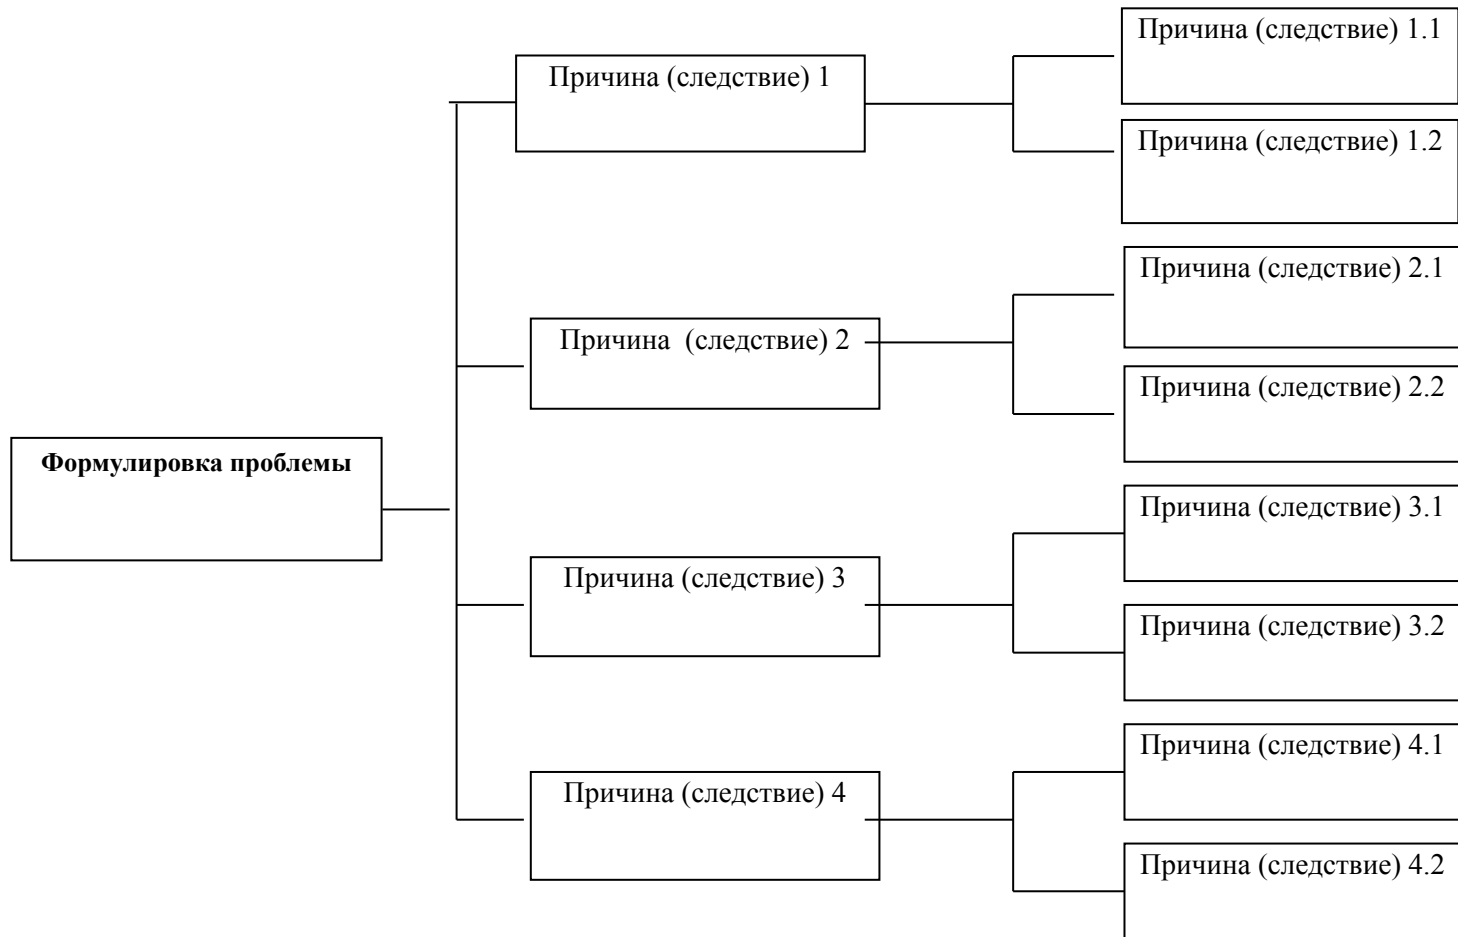 Причина (следствие) 1.1
Причина (следствие) 1
Причина (следствие) 1.2
Причина (следствие) 2.1
Причина  (следствие) 2
Причина (следствие) 2.2
Формулировка проблемы
Причина (следствие) 3.1
Причина (следствие) 3
Причина (следствие) 3.2
Причина (следствие) 4.1
Причина (следствие) 4
Причина (следствие) 4.2